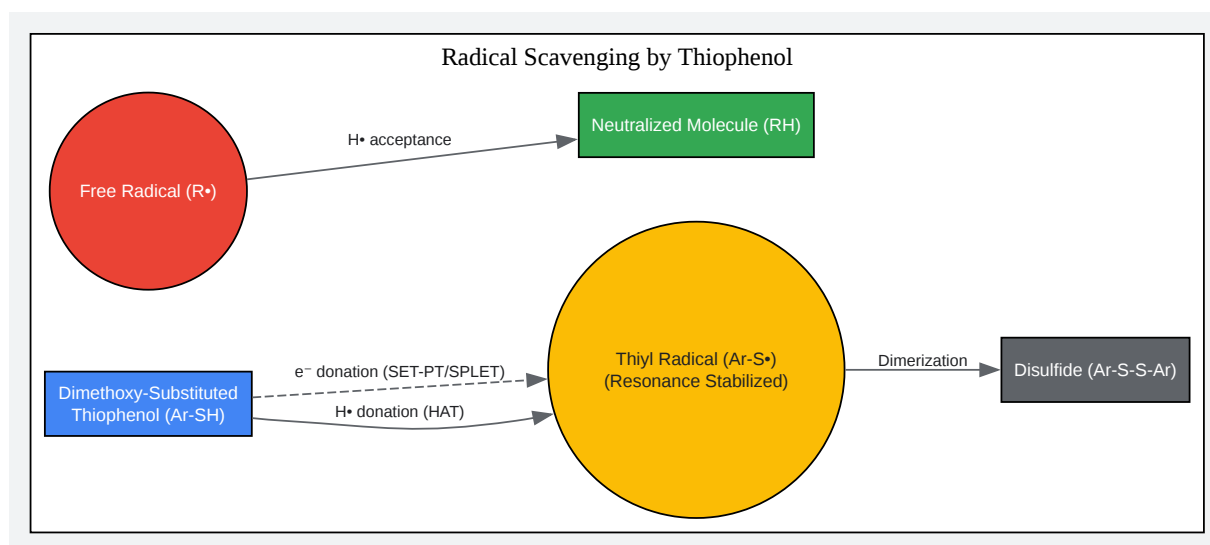 Radical Scavenging by Thiophenol
H• acceptance
Neutralized Molecule (RH)
Free Radical (R•)
Thiyl Radical (Ar-S•)
(Resonance Stabilized)
Dimerization
Disulfide (Ar-S-S-Ar)
e⁻ donation (SET-PT/SPLET)
Dimethoxy-Substituted
Thiophenol (Ar-SH)
H• donation (HAT)